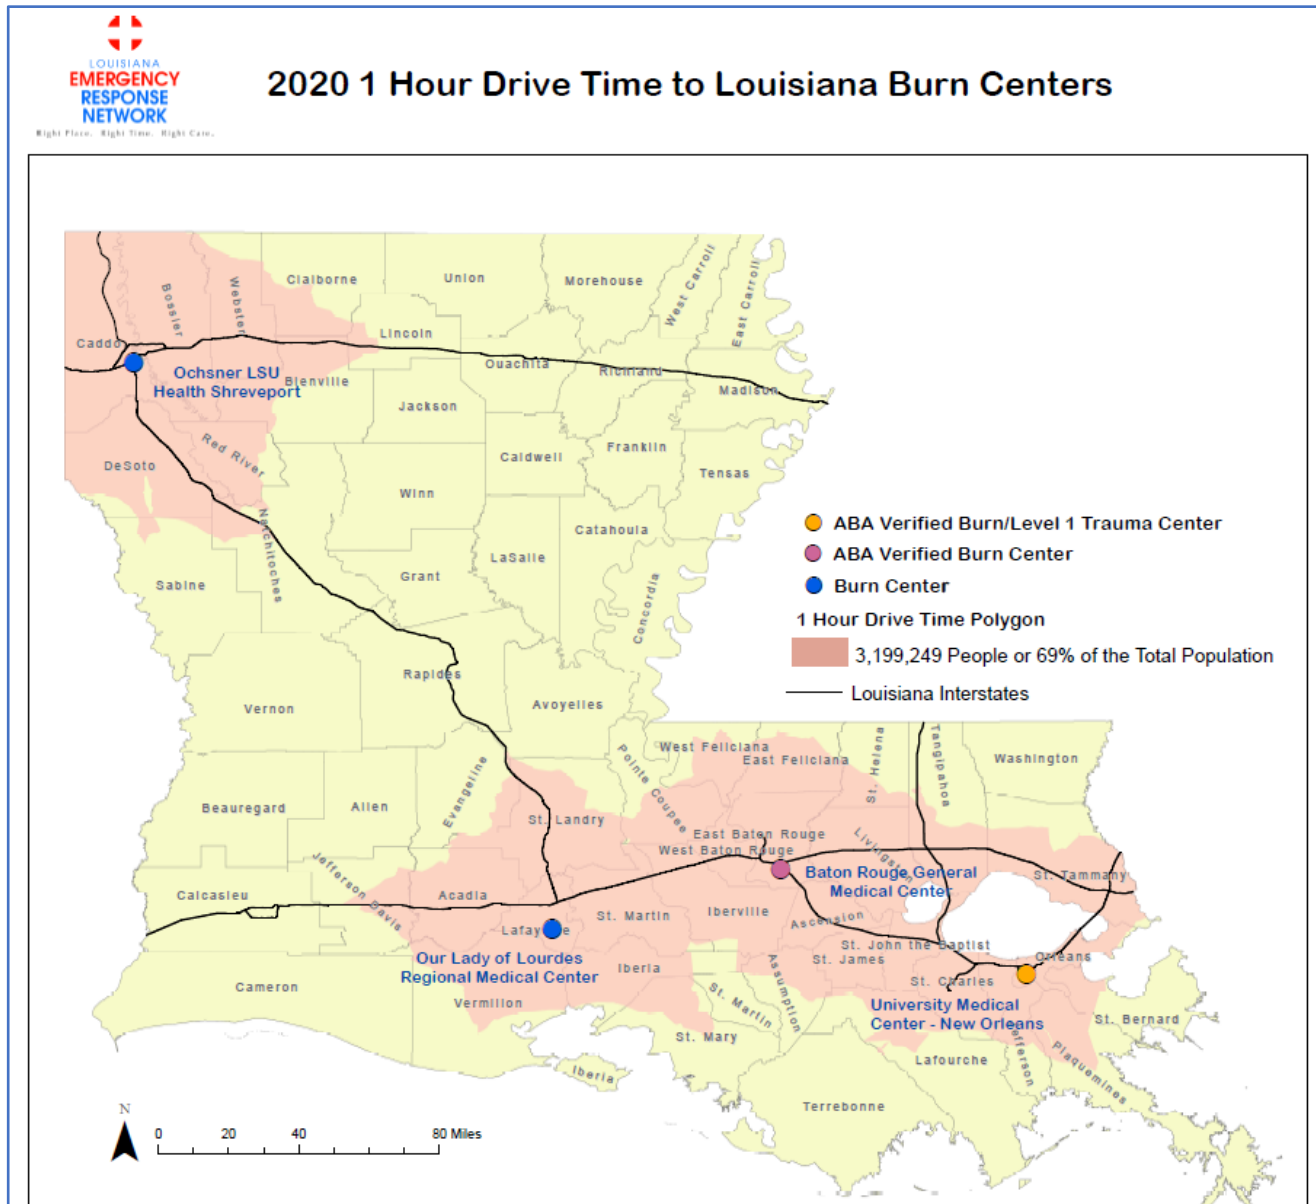 LOUISIANA
EMERGENCY
RESPONSE
NETWORK
Right Place. Right Time. Right Care.
2020 1 Hour Drive Time to Louisiana Burn Centers
Claiborne
Union
Morehouse
West Carroll
East Carroll
Bossier
Webster
Lincoln
Caddo
Ouachita
Richland
Madison
Ochsner LSU
Health Shreveport
Bienville
Jackson
Franklin
Red River
DeSoto
Caldwell
Tensas
Winn
Natchitoches
Catahoula
LaSalle
Grant
Sabine
Concordia
ABA Verified Burn/Level 1 Trauma Center
ABA Verified Burn Center
Burn Center
1 Hour Drive Time Polygon
3,199,249 People or 69% of the Total Population
Louisiana Interstates
Rapides
Vernon
Avoyelles
West Feliciana
East Feliciana
St. Helena
Tangipahoa
Washington
Pointe Coupee
Beauregard
Allen
Evangeline
St. Landry
East Baton Rouge
West Baton Rouge
Livingston
Baton Rouge General
Medical Center
St. Tammany
Jefferson Davis
Calcasieu
Acadia
Lafayette
St. Martin
Iberville
Ascension
St. John the Baptist
St. James
Orleans
Our Lady of Lourdes
Regional Medical Center
Iberia
Assumption
St. Charles
Cameron
Vermilion
St. Martin
University Medical
Center - New Orleans
St. Bernard
St. Mary
Lafourche
Jefferson
Plaquemines
Iberia
Terrebonne
N
0 20 40 80 Miles